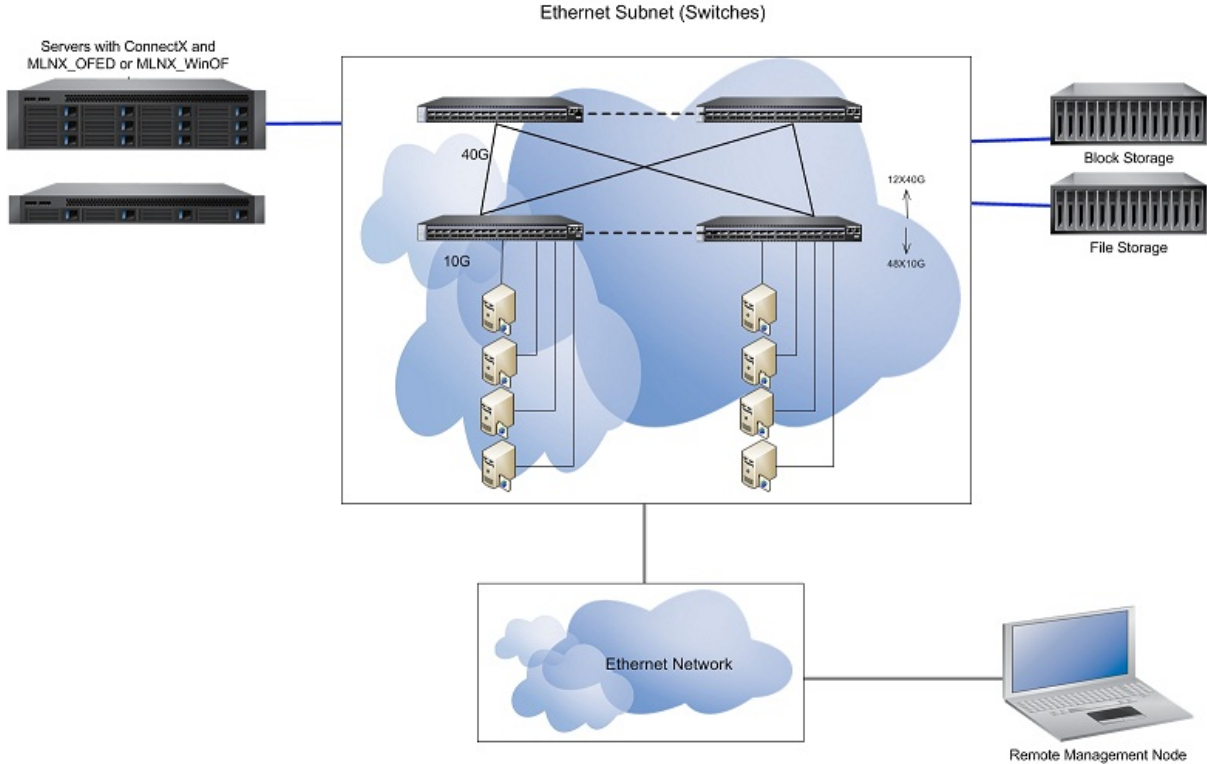 Ethernet Subnet (Switches)
Servers with ConnectX and
MLNX_OFED or MLNX_WinOF
40G
12X40G
Block Storage
10G
48X10G
File Storage
Ethernet Network
Remote Management Node